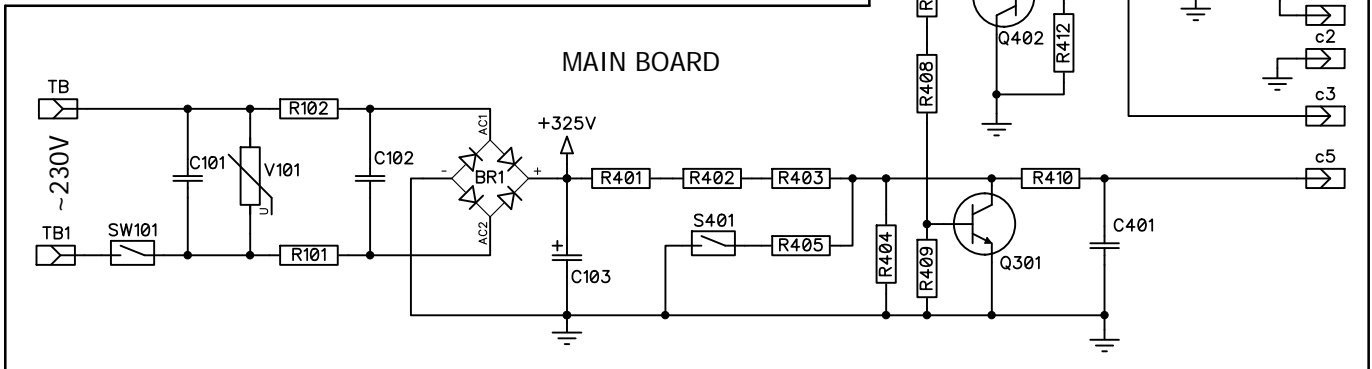 R
Q402
R412
c2
MAIN BOARD
R408
TB
R102
c3
AC1
+325V
~230V
C101
V101
U
C102
-
BR1
+
R401
R402
R403
R410
c5
TB1
SW101
R101
AC2
+
C103
S401
R405
R404
R409
Q301
C401